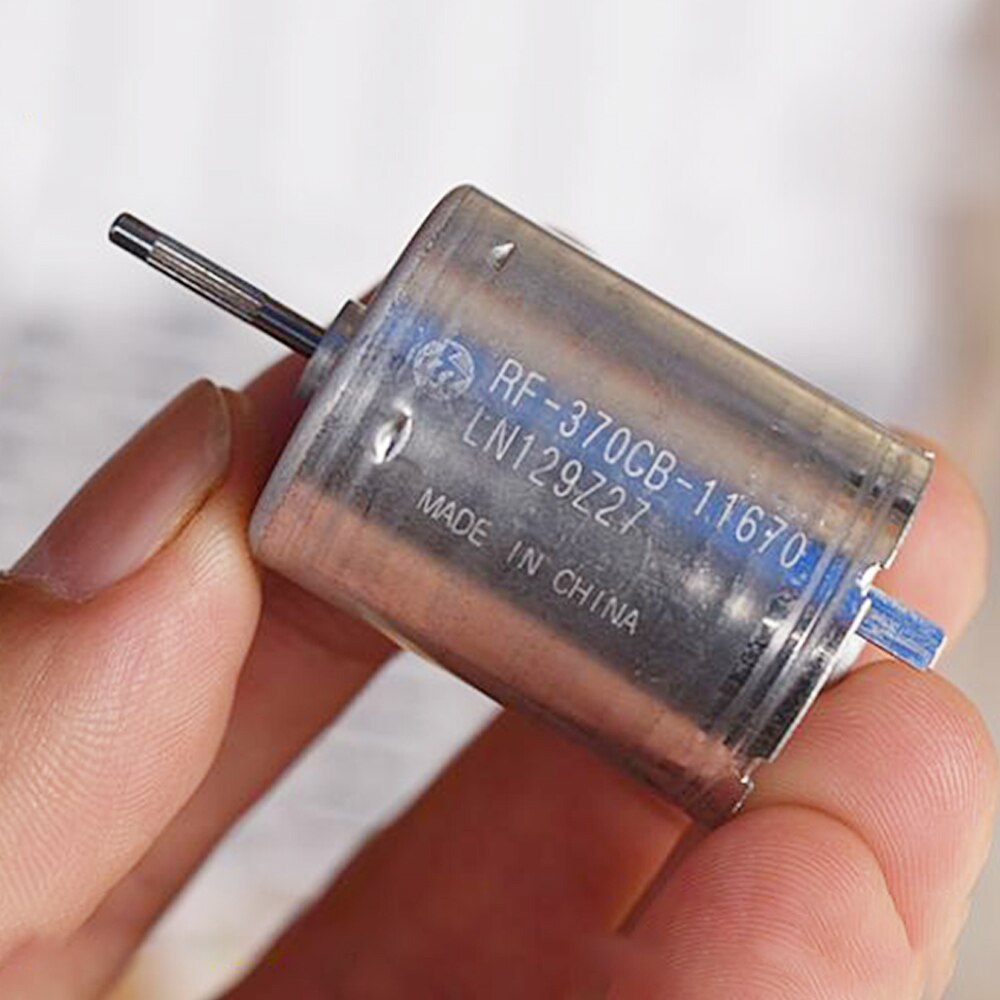 RF-370CB-11670
LN129Z27
MADE IN CHINA